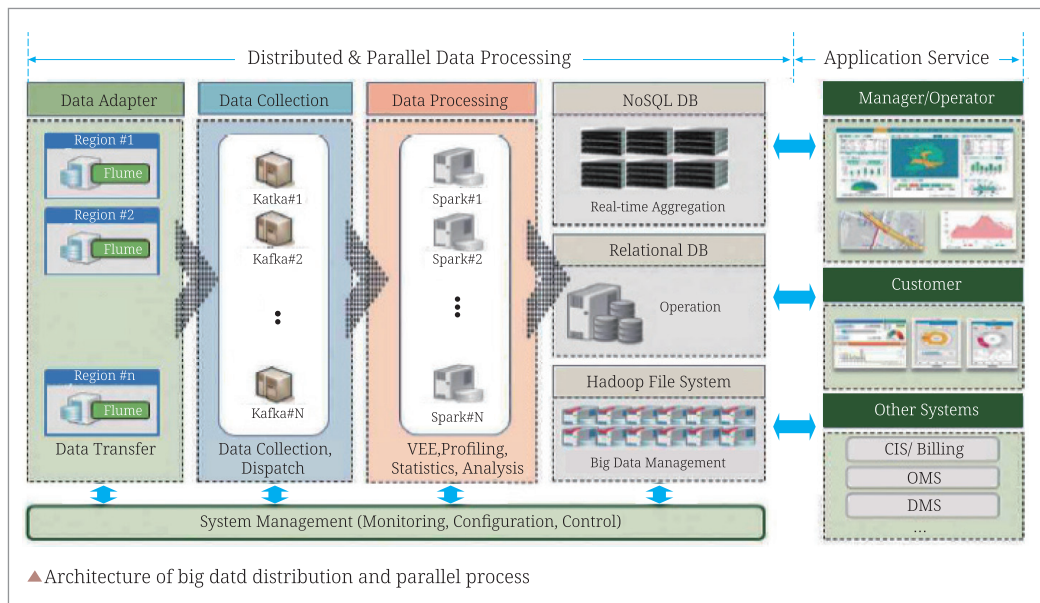 Distributed & Parallel Data Processing
Application Service
Data Adapter
Region #1
Flume
Region #2
Flume
Region #n
Flume
Data Transfer
Data Collection
Katka#1
Kafka#2
Kafka#N
Data Collection,
Dispatch
Data Processing
Spark#1
Spark#2
Spark#N
VEE,Profiling,
Statistics, Analysis
NoSQL DB
Real-time Aggregation
Relational DB
Operation
Hadoop File System
Big Data Management
Manager/Operator
Customer
Other Systems
CIS/ Billing
OMS
DMS
...
System Management (Monitoring, Configuration, Control)
Architecture of big datd distribution and parallel process